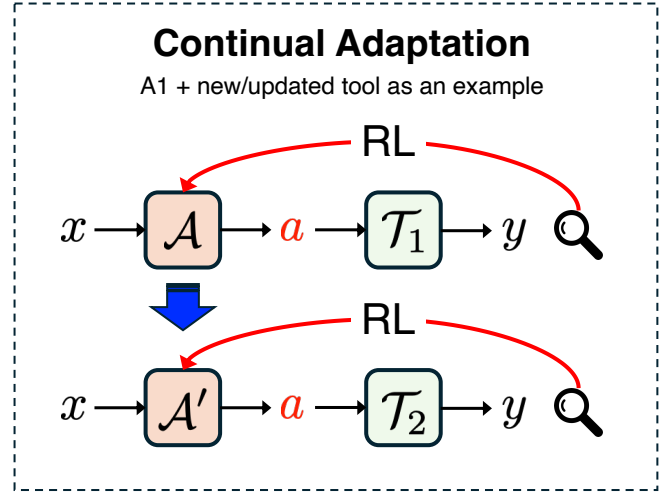 Continual Adaptation
A1 + new/updated tool as an example
RL
x 𝒜 a 𝒯₁ y
RL
x 𝒜′ a 𝒯₂ y